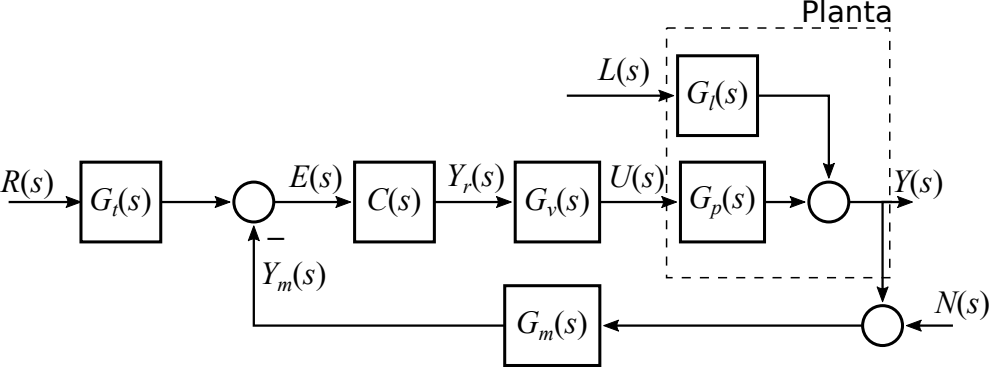 Planta
L(s)
G_l(s)
R(s)
G_t(s)
E(s)
C(s)
Y_r(s)
G_v(s)
U(s)
G_p(s)
Y(s)
−
Y_m(s)
G_m(s)
N(s)